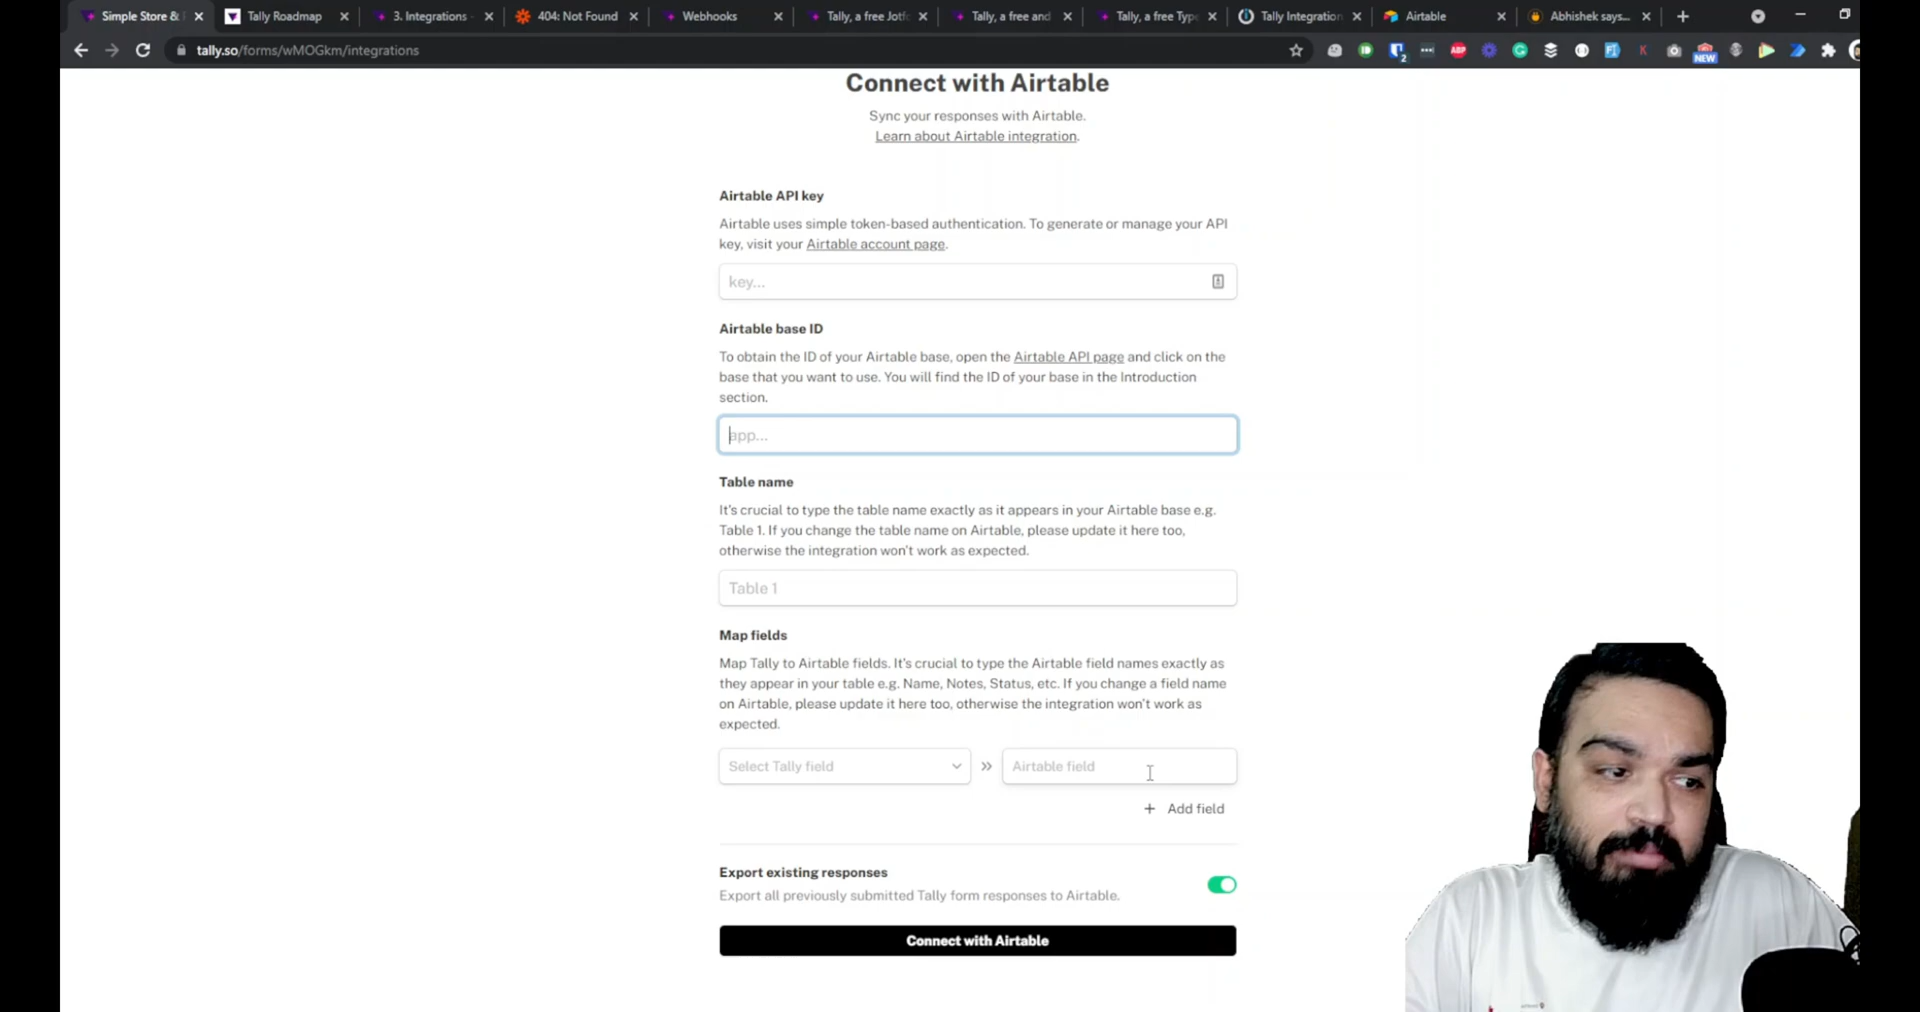 Simple Store &
Tally Roadmap
3. Integrations
404: Not Found
Webhooks
Tally, a free Jotf
Tally, a free and
Tally, a free Type
Tally Integration
Airtable
Abhishek says...
tally.so/forms/wMOGkm/integrations
2
ABP
NEW
Connect with Airtable
Sync your responses with Airtable.
Learn about Airtable integration.
Airtable API key
Airtable uses simple token-based authentication. To generate or manage your API
key, visit your Airtable account page.
key...
Airtable base ID
To obtain the ID of your Airtable base, open the Airtable API page and click on the
base that you want to use. You will find the ID of your base in the Introduction
section.
app...
Table name
It's crucial to type the table name exactly as it appears in your Airtable base e.g.
Table 1. If you change the table name on Airtable, please update it here too,
otherwise the integration won't work as expected.
Table 1
Map fields
Map Tally to Airtable fields. It's crucial to type the Airtable field names exactly as
they appear in your table e.g. Name, Notes, Status, etc. If you change a field name
on Airtable, please update it here too, otherwise the integration won't work as
expected.
Select Tally field » Airtable field
+ Add field
Export existing responses
Export all previously submitted Tally form responses to Airtable.
Connect with Airtable